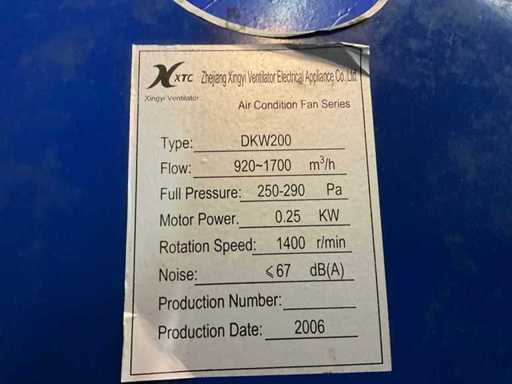 XTC Zhejiang Xingyi Ventilator Electrical Appliance Co., Ltd
Xingyi Ventilator
Air Condition Fan Series
Type: DKW200
Flow: 920~1700 m³/h
Full Pressure: 250-290 Pa
Motor Power. 0.25 KW
Rotation Speed: 1400 r/min
Noise: ⩽67 dB(A)
Production Number:
Production Date: 2006